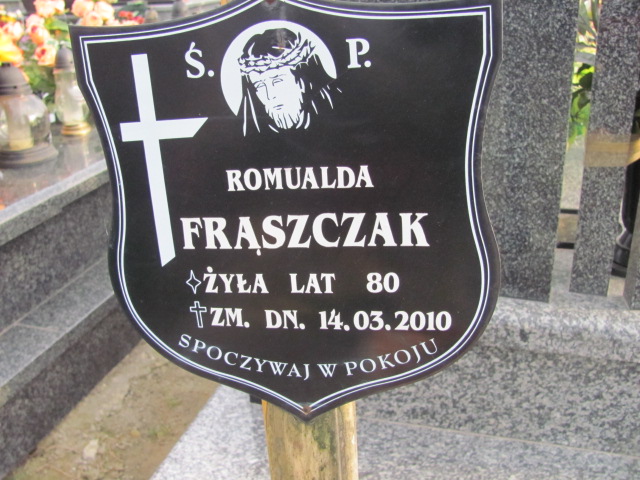 Ś. P.
ROMUALDA
FRĄSZCZAK
ŻYŁA LAT 80
ZM. DN. 14.03.2010
SPOCZYWAJ W POKOJU